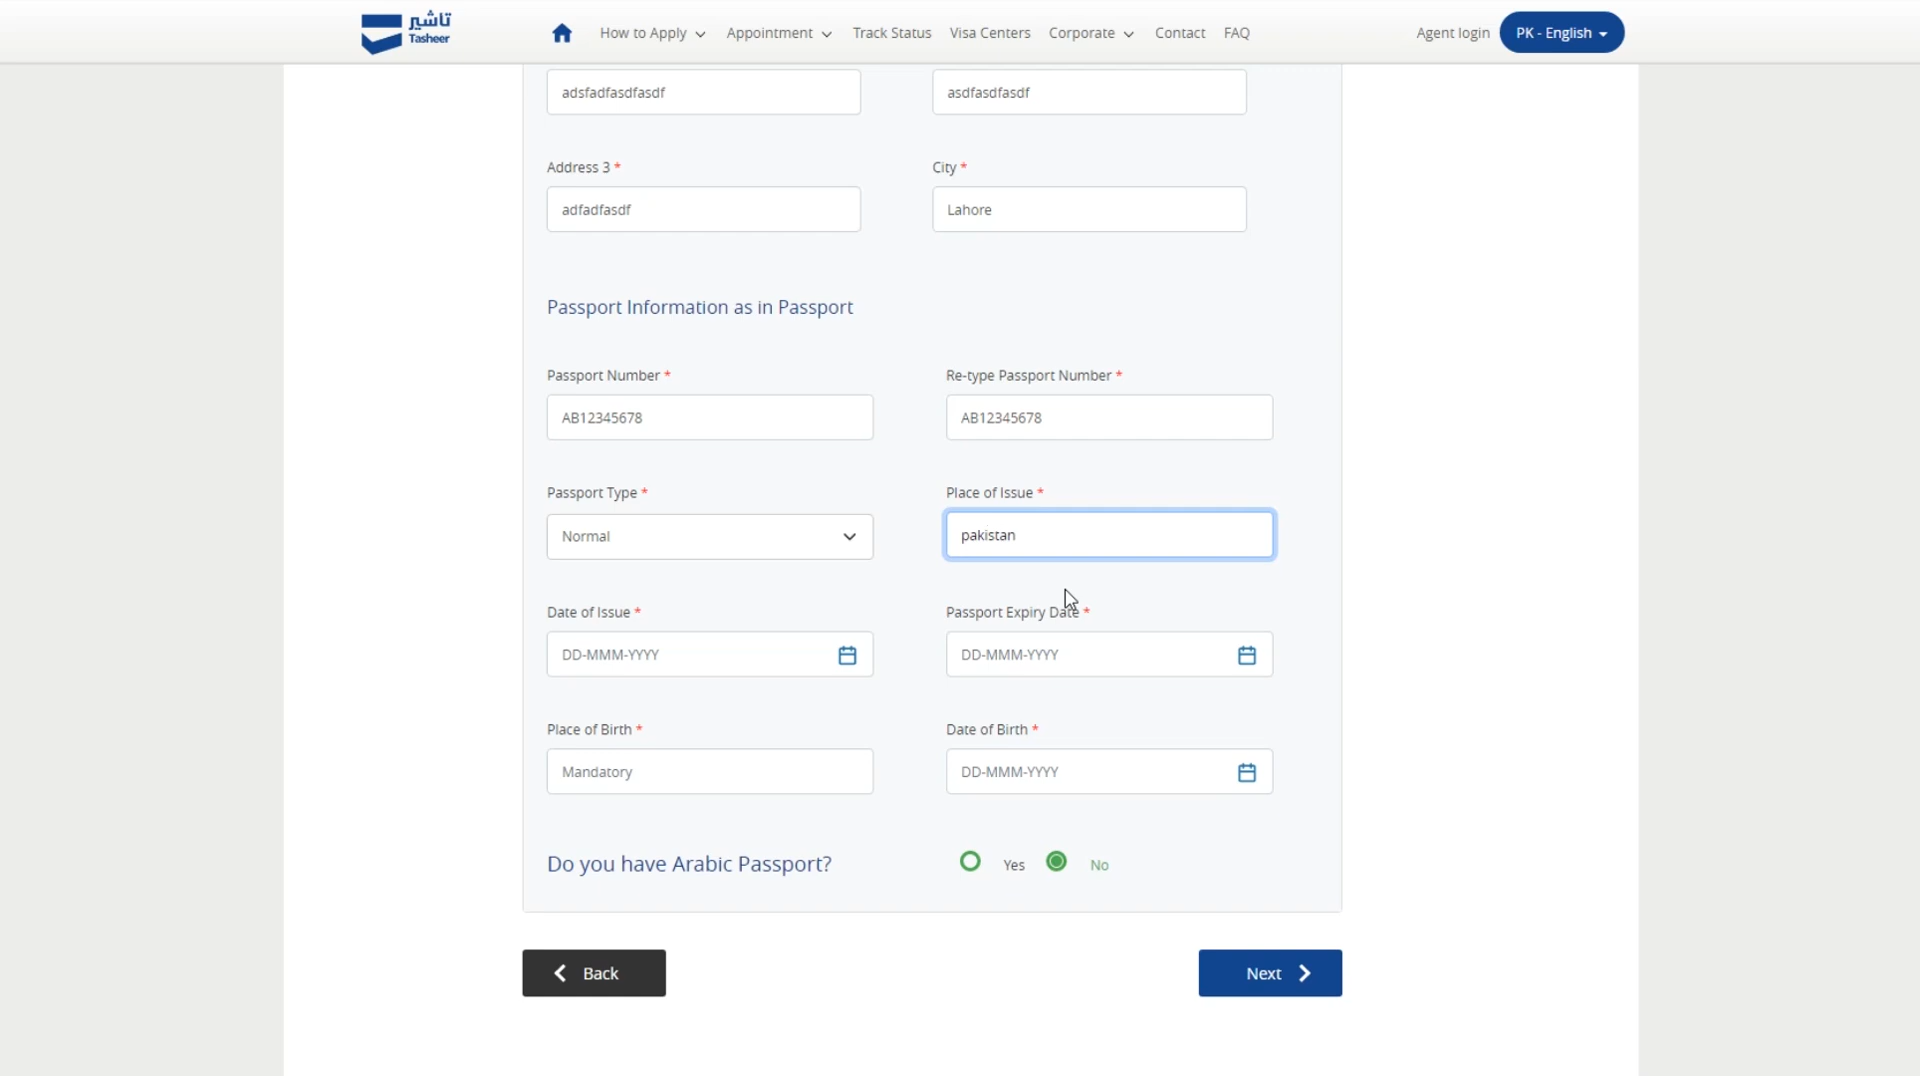 تاشير
Tasheer
How to Apply
Appointment
Track Status
Visa Centers
Corporate
Contact
FAQ
Agent login
PK - English
adsfadfasdfasdf
asdfasdfasdf
Address 3 *
City *
adfadfasdf
Lahore
Passport Information as in Passport
Passport Number *
Re-type Passport Number *
AB12345678
AB12345678
Passport Type *
Place of Issue *
Normal
pakistan
Date of Issue *
Passport Expiry Date *
DD-MMM-YYYY
DD-MMM-YYYY
Place of Birth *
Date of Birth *
Mandatory
DD-MMM-YYYY
Do you have Arabic Passport?
Yes
No
Back
Next